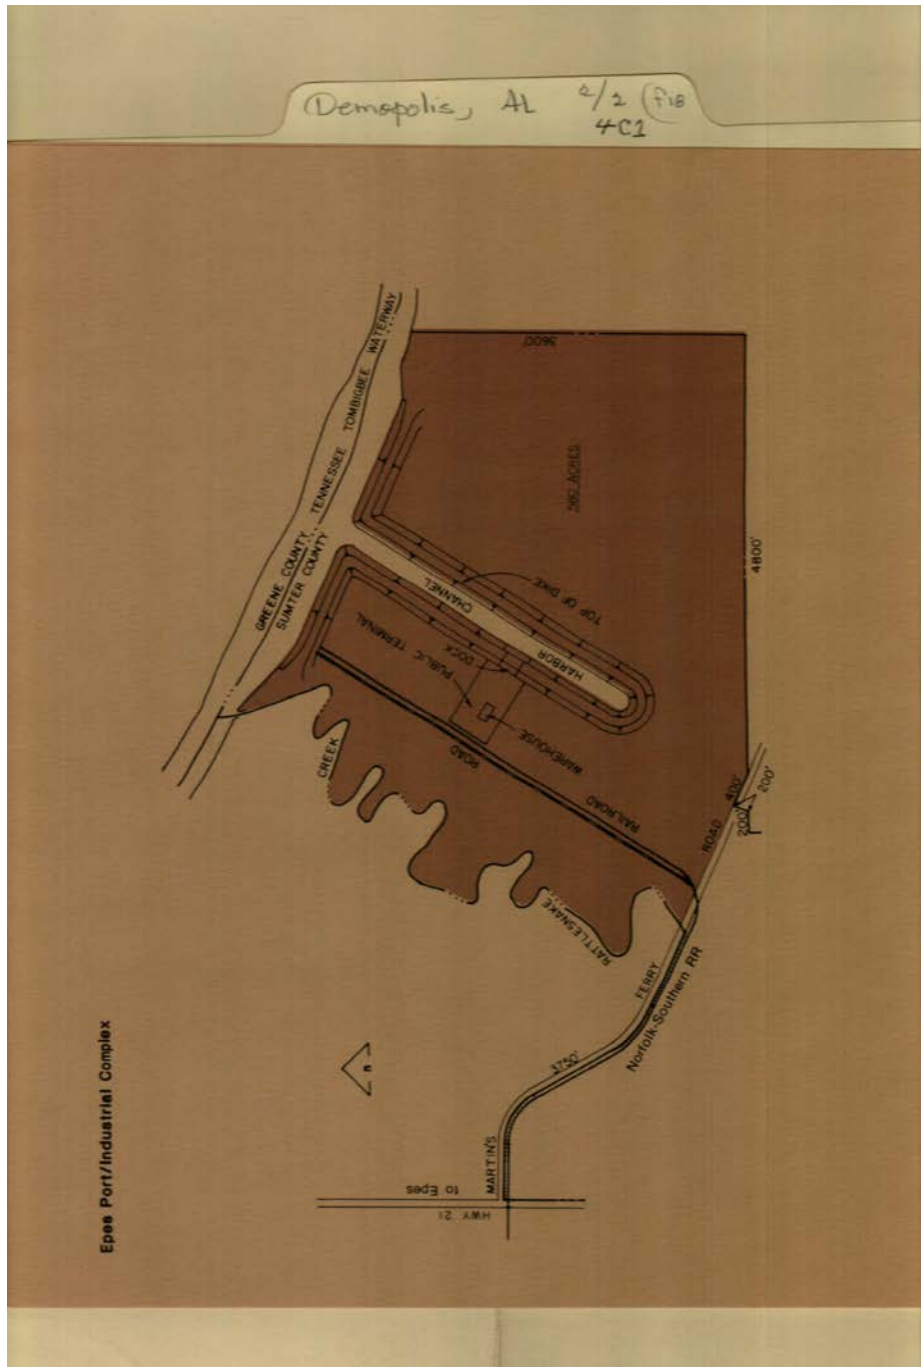 Demopolis, AL 2/2 (Fig
4C1
GREENE COUNTY
SUMTER COUNTY
TENNESSEE TOMBIGBEE WATERWAY
5600'
582 ACRES
4800'
TOP OF DIKE
HARBOR CHANNEL
DOCK
PUBLIC TERMINAL
WAREHOUSE
ROAD
RAILROAD
RATTLESNAKE CREEK
400'
200'
200'
MARTIN'S FERRY ROAD
Norfolk-Southern RR
3750'
n
to Epes
HWY 21
Epes Port/Industrial Complex